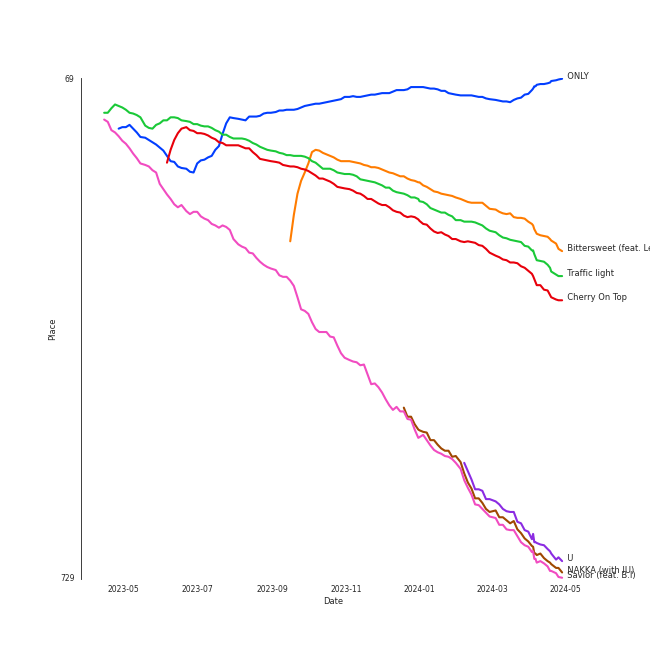 69
ONLY
Bittersweet (feat. Le
Traffic light
Cherry On Top
Place
U
NAKKA (with IU)
Savior (feat. B.I)
729
2023-05
2023-07
2023-09
2023-11
2024-01
2024-03
2024-05
Date